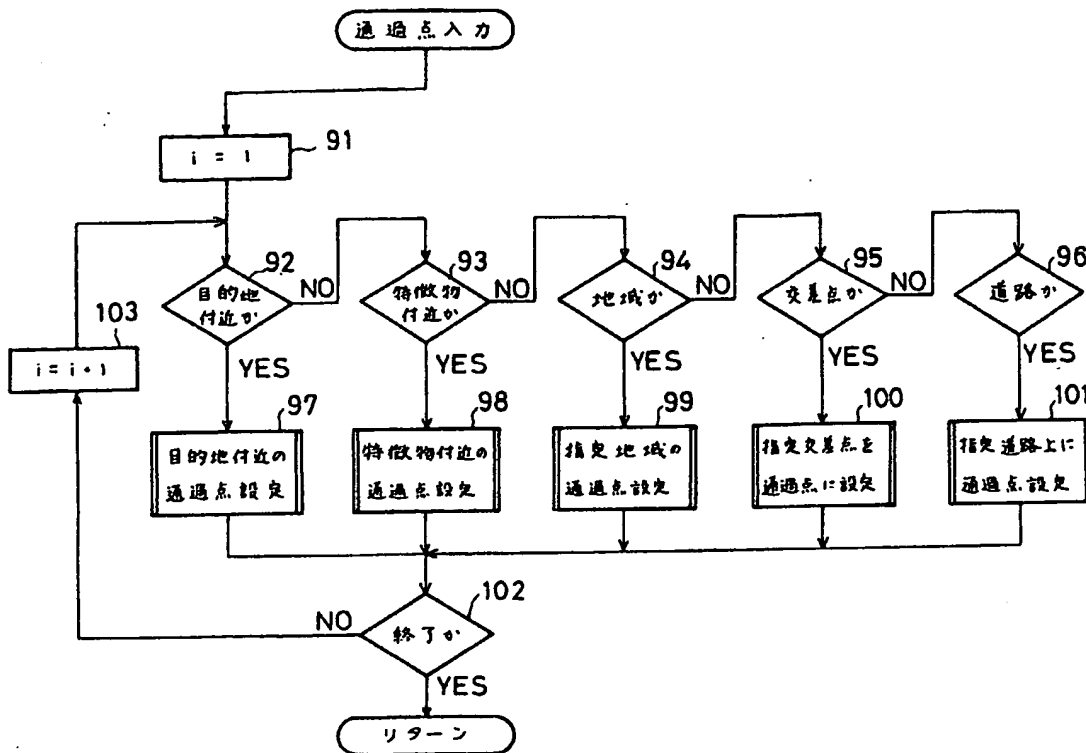 通過点入力
91
i = 1
92
目的地
付近か
NO
YES
93
特徴物
付近か
NO
YES
94
地域か
NO
YES
95
交差点か
NO
YES
96
道路か
YES
103
i = i + 1
97
目的地付近の
通過点設定
98
特徴物付近の
通過点設定
99
指定地域の
通過点設定
100
指定交差点を
通過点に設定
101
指定道路上に
通過点設定
102
終了か
NO
YES
リターン